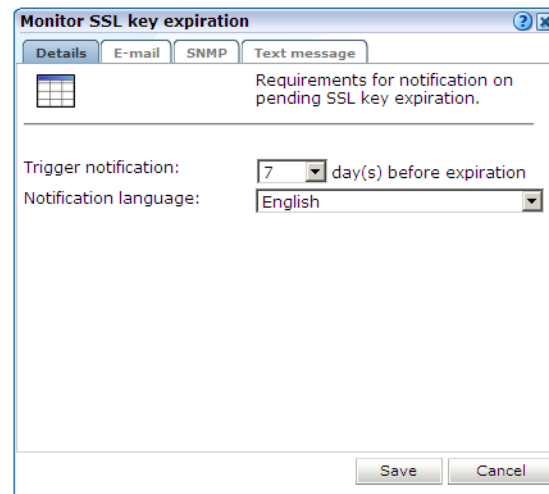 Monitor SSL key expiration
Details E-mail SNMP Text message
Requirements for notification on
pending SSL key expiration.
Trigger notification: 7 day(s) before expiration
Notification language: English
Save Cancel